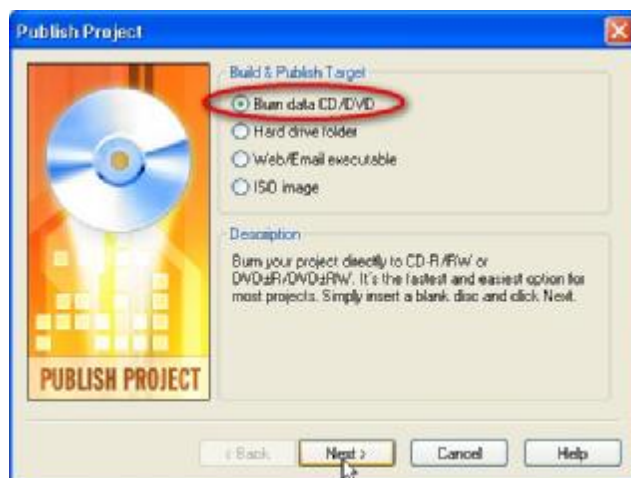 Publish Project
Build & Publish Target
Burn data CD/DVD
Hard drive folder
Web/Email executable
ISO image
Description
Burn your project directly to CD-R/RW or
DVD±R/DVD±RW. It's the fastest and easiest option for
most projects. Simply insert a blank disc and click Next.
PUBLISH PROJECT
< Back
Next >
Cancel
Help